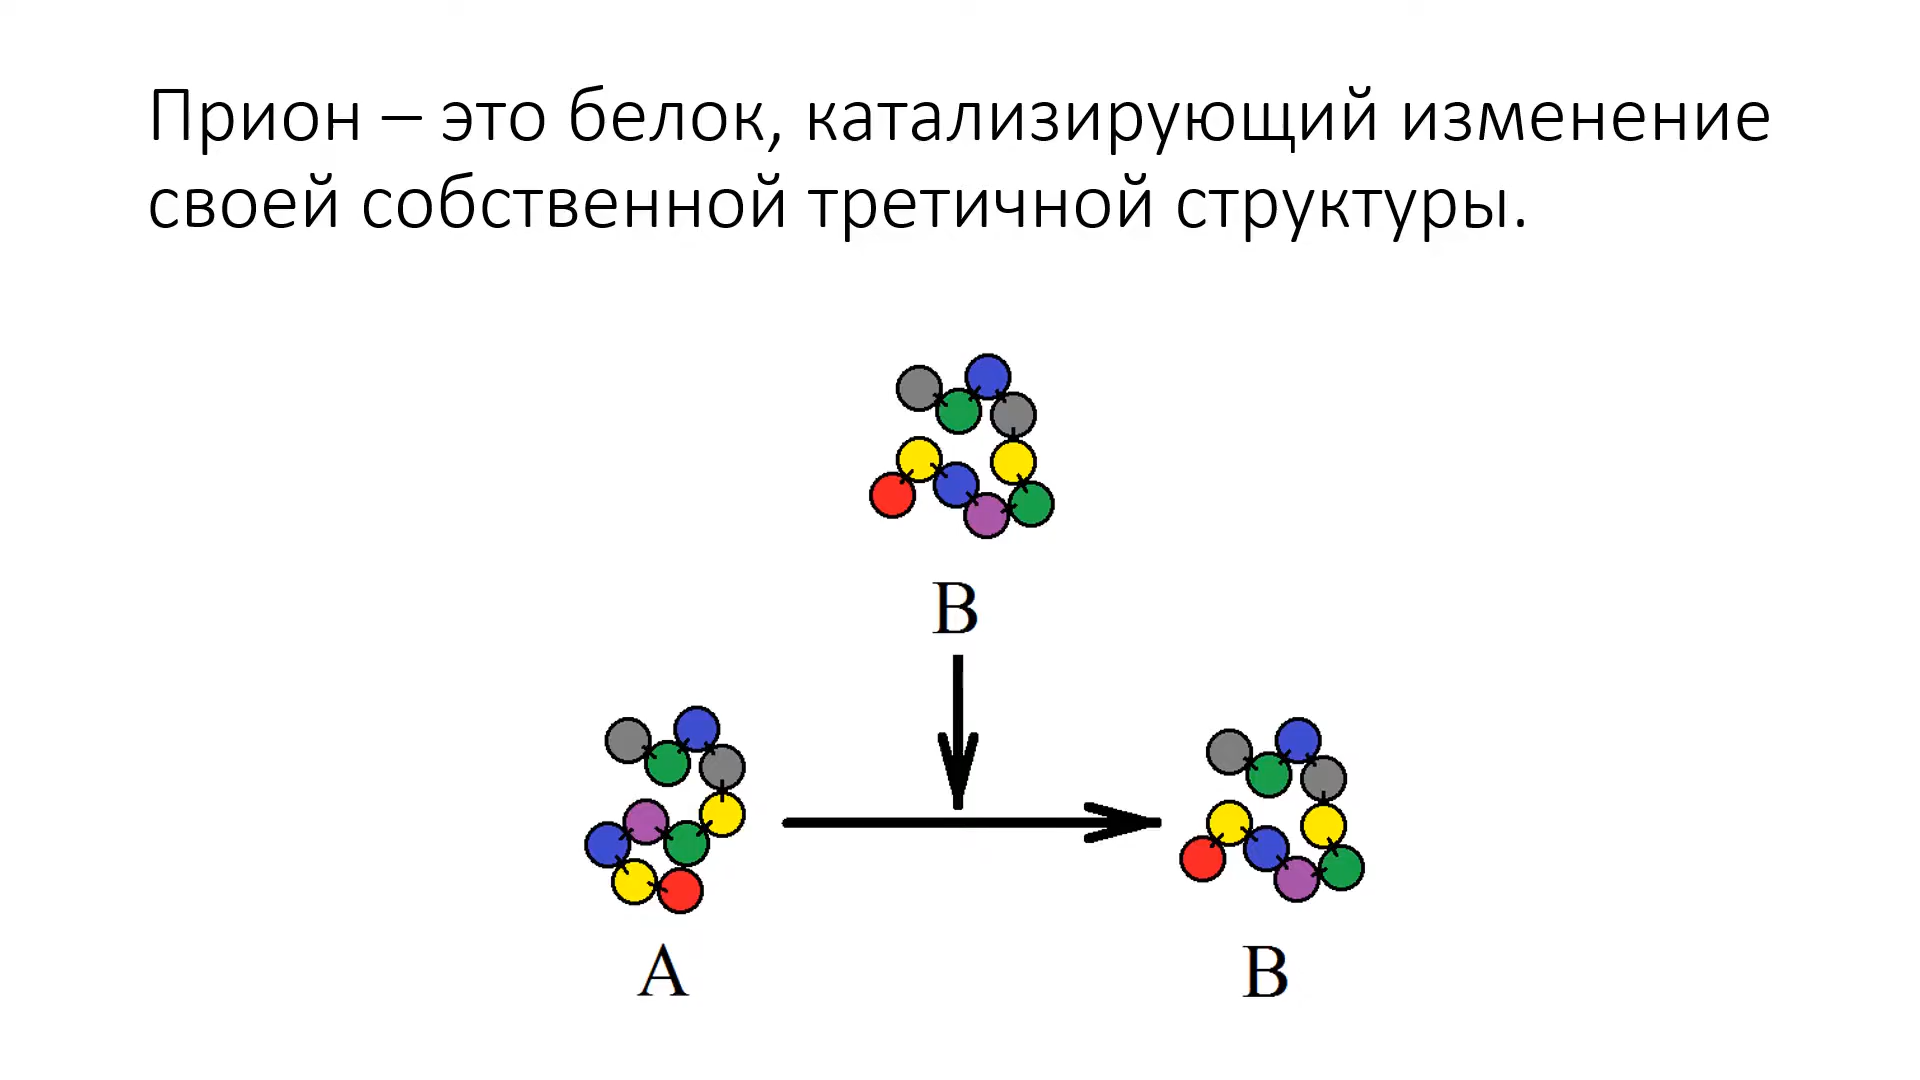 Прион – это белок, катализирующий изменение
своей собственной третичной структуры.
B
A
B